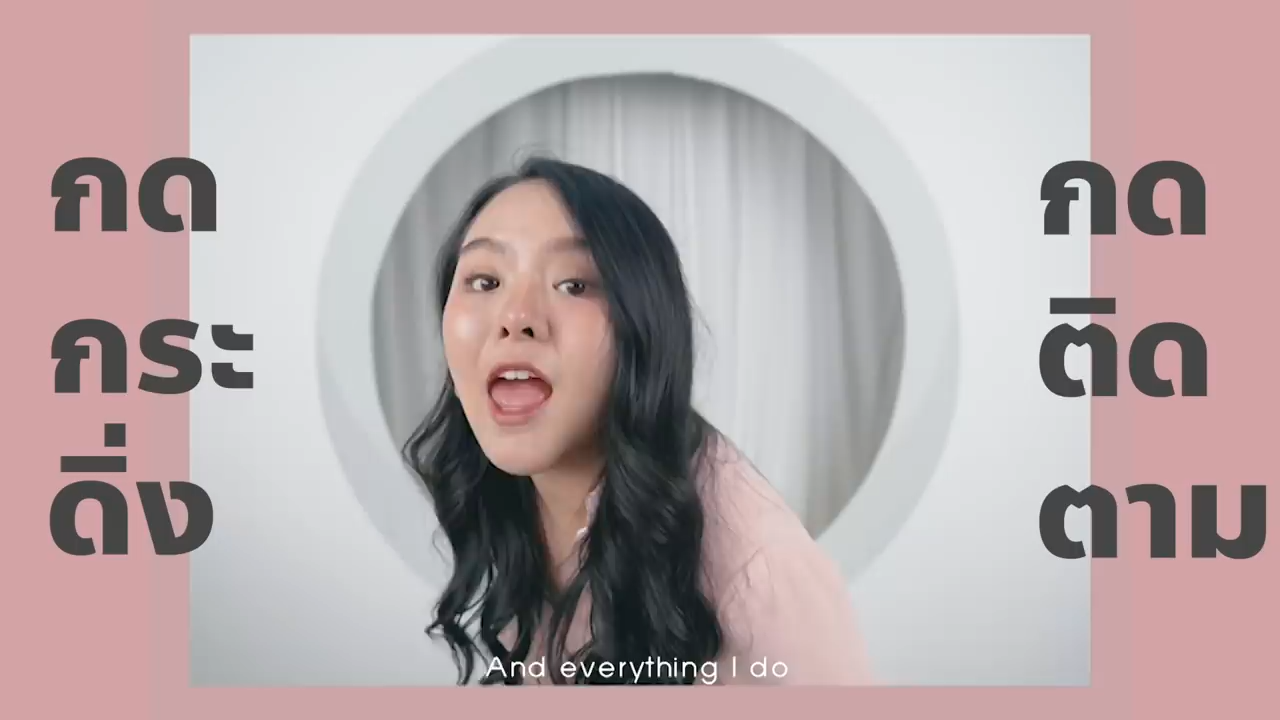 กด
กระ
ดิ่ง
กด
ติด
ตาม
And everything I do